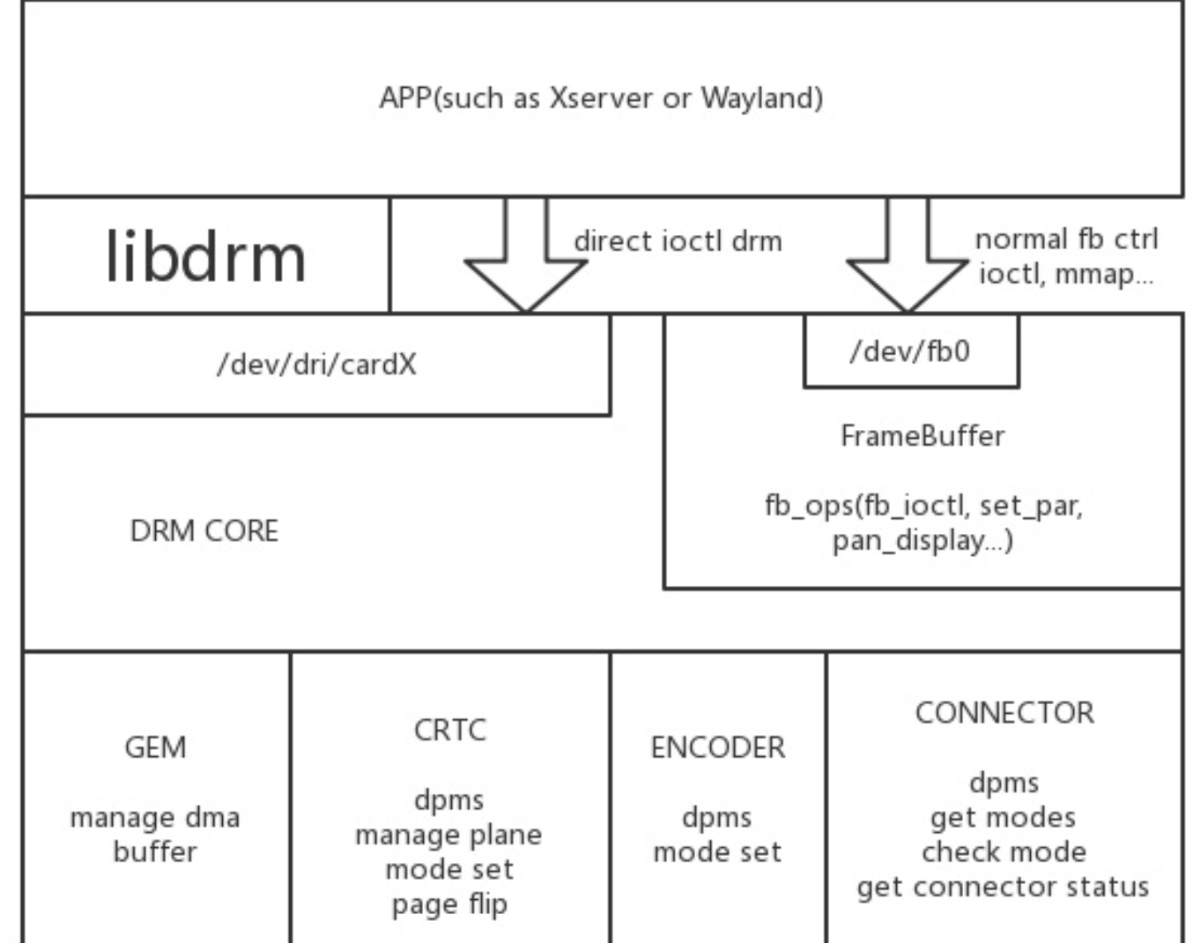 APP(such as Xserver or Wayland)
libdrm
direct ioctl drm
normal fb ctrl
ioctl, mmap...
/dev/dri/cardX
/dev/fb0
FrameBuffer
fb_ops(fb_ioctl, set_par,
pan_display...)
DRM CORE
GEM
manage dma
buffer
CRTC
dpms
manage plane
mode set
page flip
ENCODER
dpms
mode set
CONNECTOR
dpms
get modes
check mode
get connector status